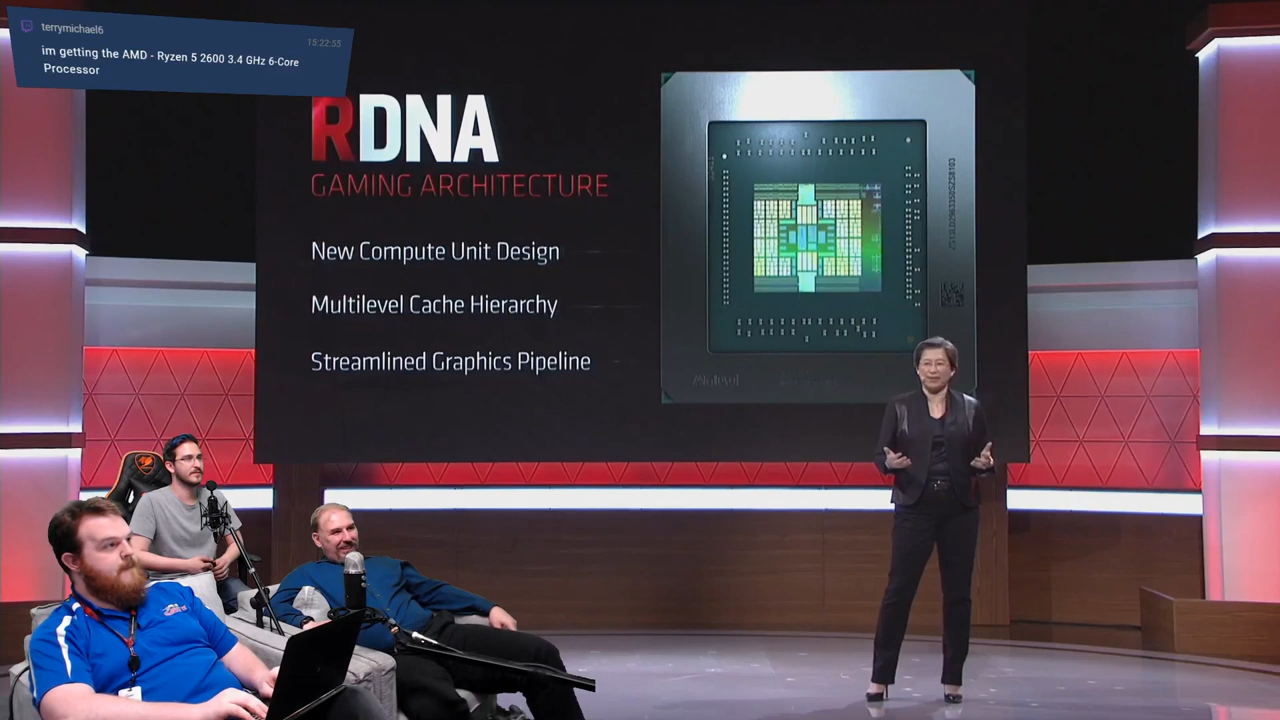 terrymichael6
15:22:55
im getting the AMD - Ryzen 5 2600 3.4 GHz 6-Core
Processor
RDNA
GAMING ARCHITECTURE
New Compute Unit Design
Multilevel Cache Hierarchy
Streamlined Graphics Pipeline